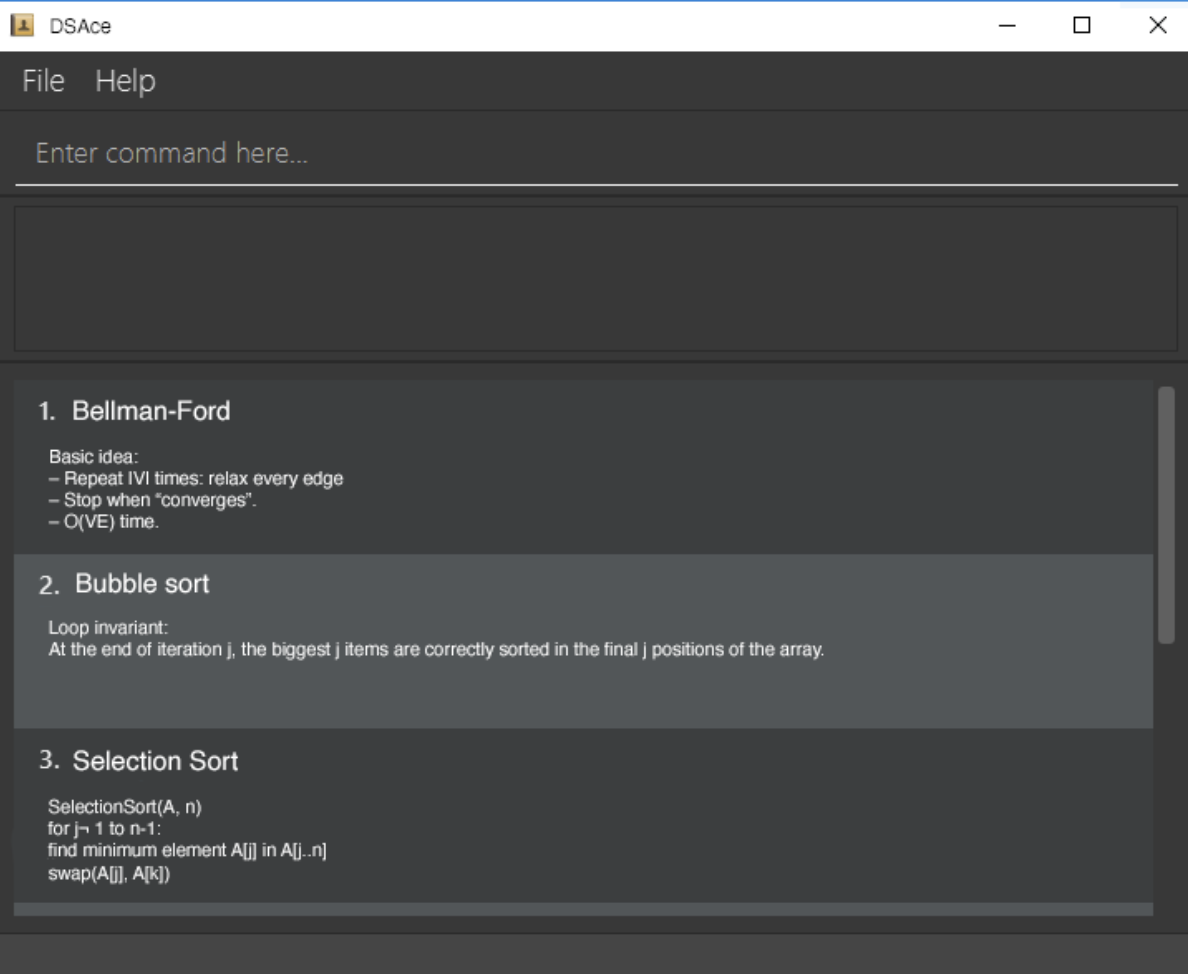 DSAce
File Help
Enter command here...
1. Bellman-Ford
Basic idea:
– Repeat IVI times: relax every edge
– Stop when “converges”.
– O(VE) time.
2. Bubble sort
Loop invariant:
At the end of iteration j, the biggest j items are correctly sorted in the final j positions of the array.
3. Selection Sort
SelectionSort(A, n)
for j¬ 1 to n-1:
find minimum element A[j] in A[j..n]
swap(A[j], A[k])